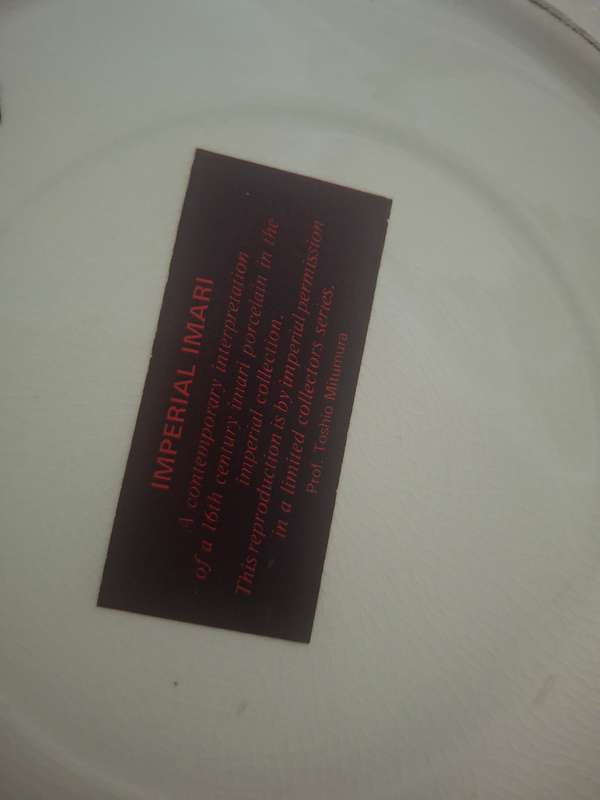 IMPERIAL IMARI
A contemporary interpretation
of a 16th century imari porcelain in the
imperial collection.
This reproduction is by imperial permission
in a limited collectors series.
Prof. Toshio Mitumura